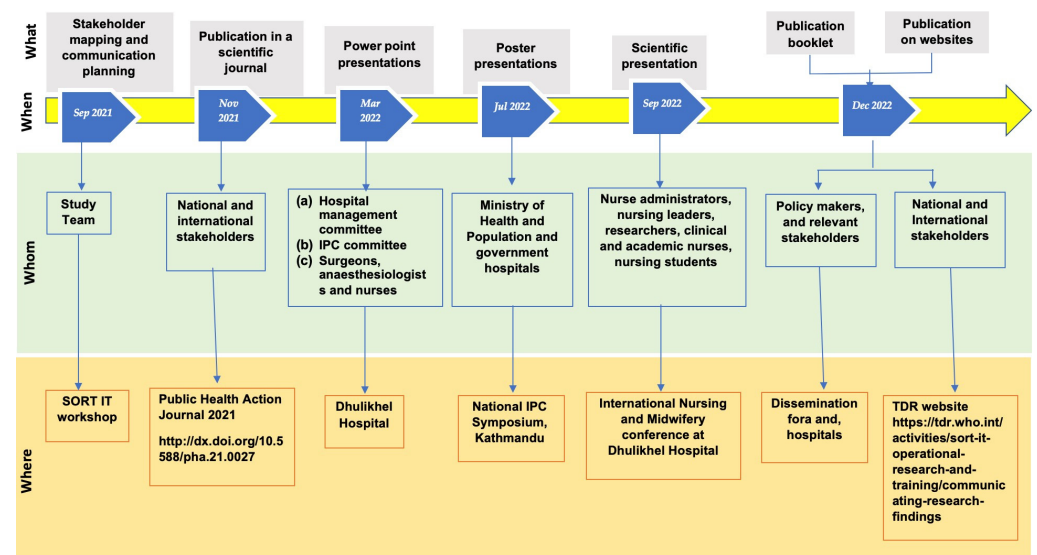 What
Stakeholder
mapping and
communication
planning
Publication in a
scientific
journal
Power point
presentations
Poster
presentations
Scientific
presentation
Publication
booklet
Publication
on websites
When
Sep 2021
Nov
2021
Mar
2022
Jul 2022
Sep 2022
Dec 2022
Whom
Study
Team
National and
international
stakeholders
(a) Hospital
management
committee
(b) IPC committee
(c) Surgeons,
anaesthesiologist
s and nurses
Ministry of
Health and
Population and
government
hospitals
Nurse administrators,
nursing leaders,
researchers, clinical
and academic nurses,
nursing students
Policy makers,
and relevant
stakeholders
National and
International
stakeholders
Where
SORT IT
workshop
Public Health Action
Journal 2021
http://dx.doi.org/10.5
588/pha.21.0027
Dhulikhel
Hospital
National IPC
Symposium,
Kathmandu
International Nursing
and Midwifery
conference at
Dhulikhel Hospital
Dissemination
fora and,
hospitals
TDR website
https://tdr.who.int/
activities/sort-it-
operational-
research-and-
training/communic
ating-research-
findings